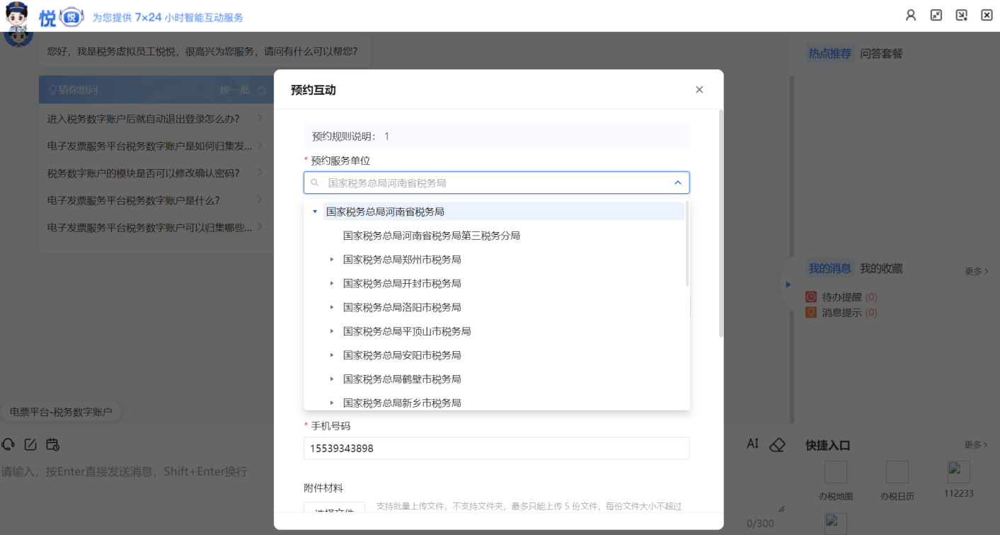 悦 悦 为您提供 7×24 小时智能互动服务
您好，我是税务虚拟员工悦悦，很高兴为您服务，请问有什么可以帮您?
热点推荐 问答套餐
猜你想问 换一批
进入税务数字账户后就自动退出登录怎么办?
电子发票服务平台税务数字账户是如何归集发...
税务数字账户的模块是否可以修改确认密码?
电子发票服务平台税务数字账户是什么?
电子发票服务平台税务数字账户可以归集哪些...
预约互动
预约规则说明： 1
* 预约服务单位
国家税务总局河南省税务局
国家税务总局河南省税务局
国家税务总局河南省税务局第三税务分局
国家税务总局郑州市税务局
国家税务总局开封市税务局
国家税务总局洛阳市税务局
国家税务总局平顶山市税务局
国家税务总局安阳市税务局
国家税务总局鹤壁市税务局
国家税务总局新乡市税务局
* 手机号码
15539343898
附件材料
选择文件 支持批量上传文件，不支持文件夹，最多只能上传 5 份文件，每份文件大小不超过
我的消息 我的收藏 更多
待办提醒 (0)
消息提示 (0)
电票平台-税务数字账户
请输入，按Enter直接发送消息，Shift+Enter换行
0/300
快捷入口 更多
办税地图 办税日历 112233